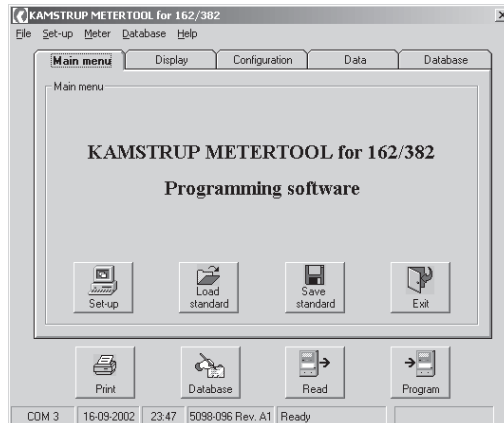 KAMSTRUP METERTOOL for 162/382
File Set-up Meter Database Help
Main menu Display Configuration Data Database
Main menu
KAMSTRUP METERTOOL for 162/382
Programming software
Set-up Load standard Save standard Exit
Print Database Read Program
COM 3 16-09-2002 23:47 5098-096 Rev. A1 Ready